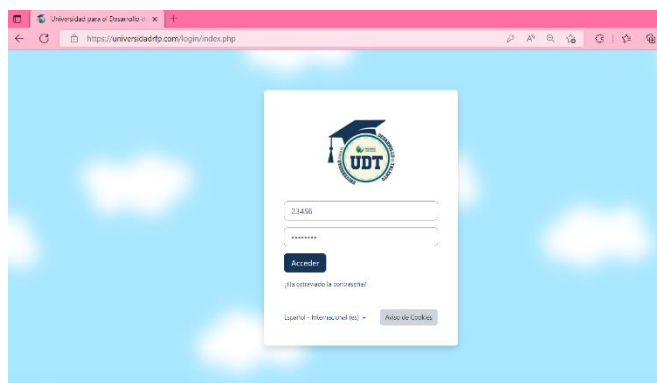 Universidad para el Desarrollo d
https://universidadrfp.com/login/index.php
UDT
23456
••••••••
Acceder
¿Ha extraviado la contraseña?
Español - Internacional (es)
Aviso de Cookies